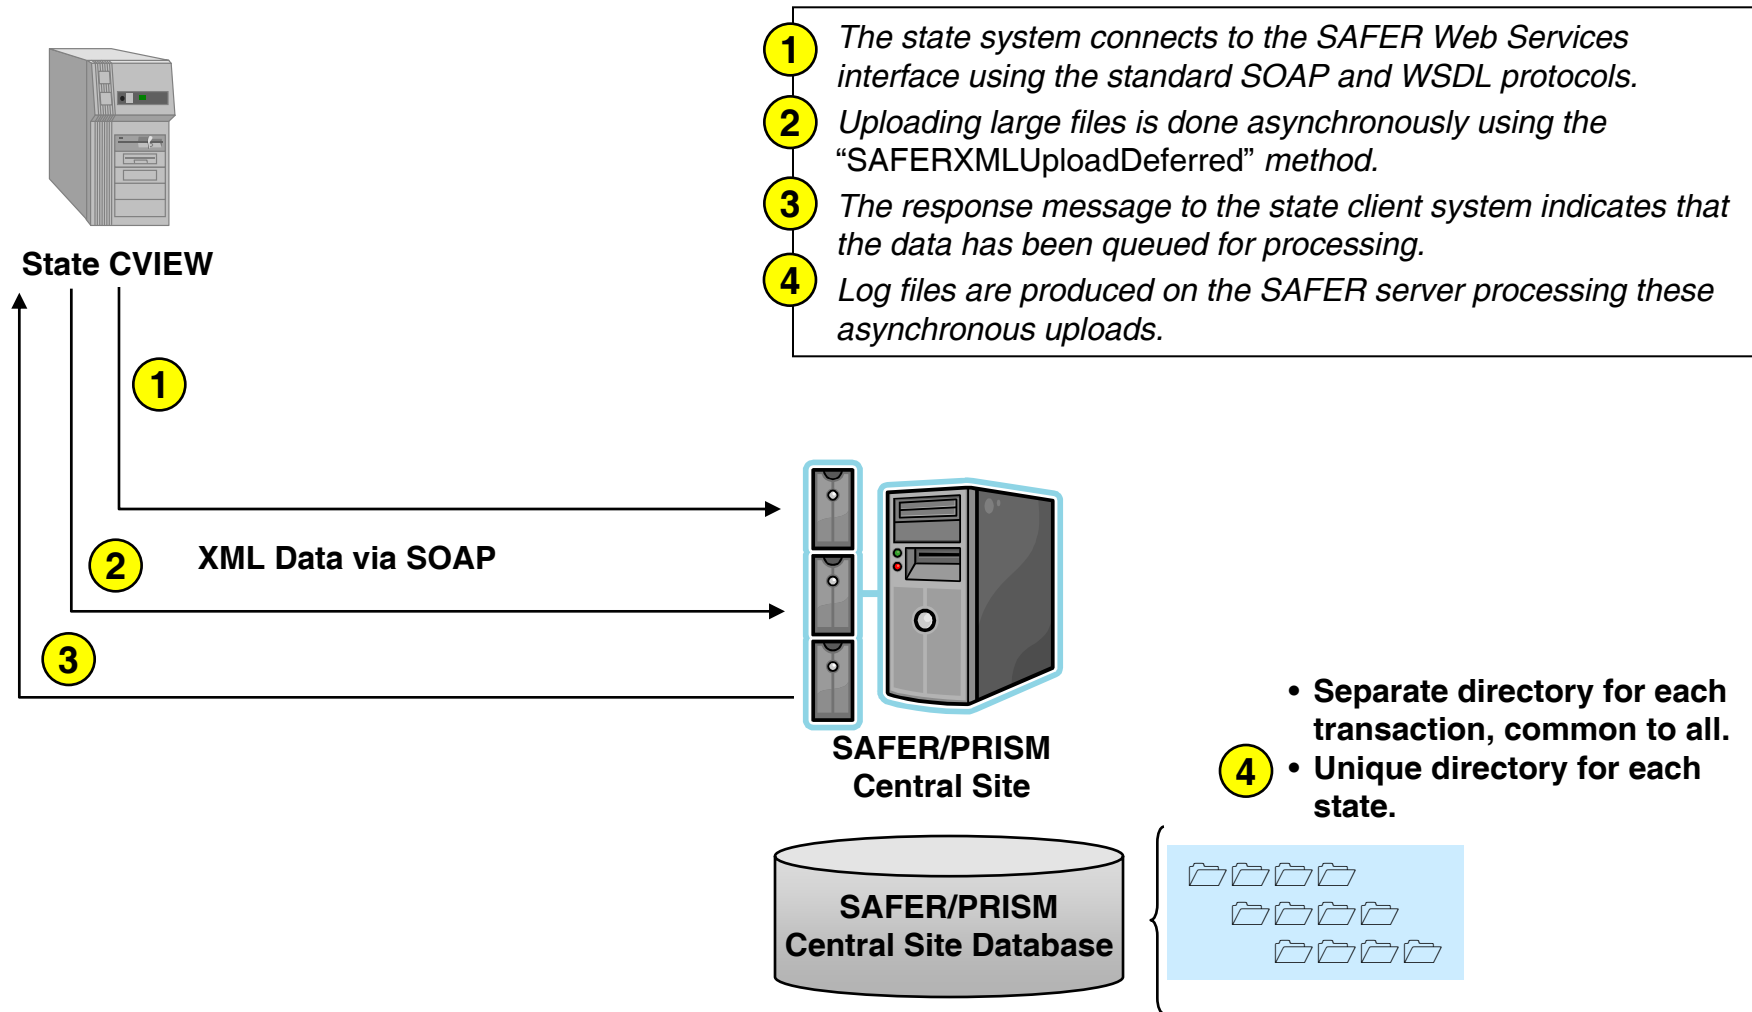 1
The state system connects to the SAFER Web Services
interface using the standard SOAP and WSDL protocols.
2
Uploading large files is done asynchronously using the
“SAFERXMLUploadDeferred” method.
3
The response message to the state client system indicates that
the data has been queued for processing.
4
Log files are produced on the SAFER server processing these
asynchronous uploads.
State CVIEW
1
2
XML Data via SOAP
3
SAFER/PRISM
Central Site
4
• Separate directory for each
transaction, common to all.
• Unique directory for each
state.
SAFER/PRISM
Central Site Database